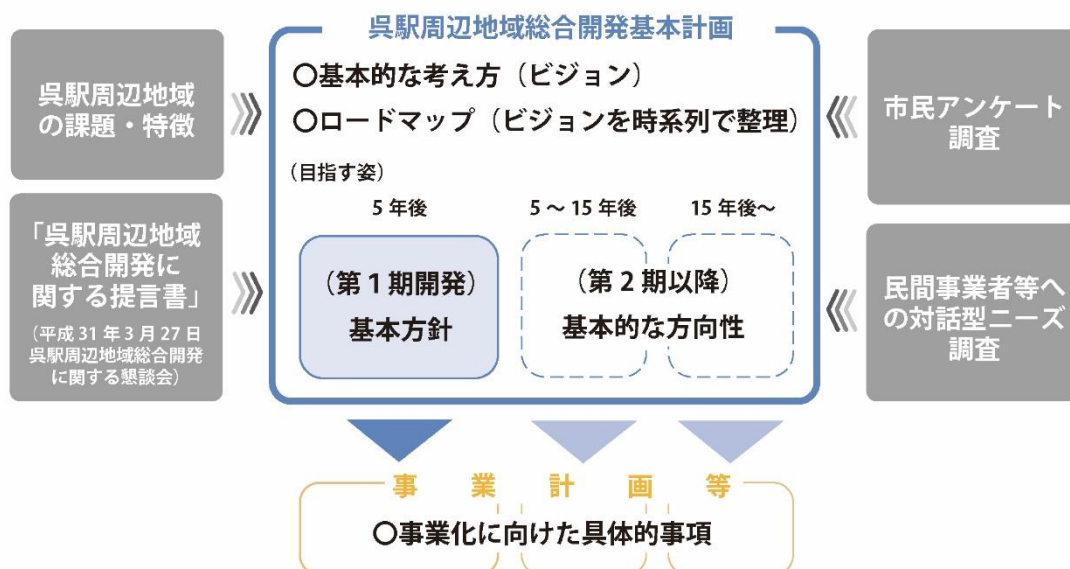 呉駅周辺地域総合開発基本計画
〇基本的な考え方（ビジョン）
〇ロードマップ（ビジョンを時系列で整理）
（目指す姿）
5年後
5～15年後
15年後～
（第1期開発）
基本方針
（第2期以降）
基本的な方向性
呉駅周辺地域
の課題・特徴
「呉駅周辺地域
総合開発に
関する提言書」
（平成31年3月27日
呉駅周辺地域総合開発
に関する懇談会）
市民アンケート
調査
民間事業者等へ
の対話型ニーズ
調査
事業計画等
〇事業化に向けた具体的事項